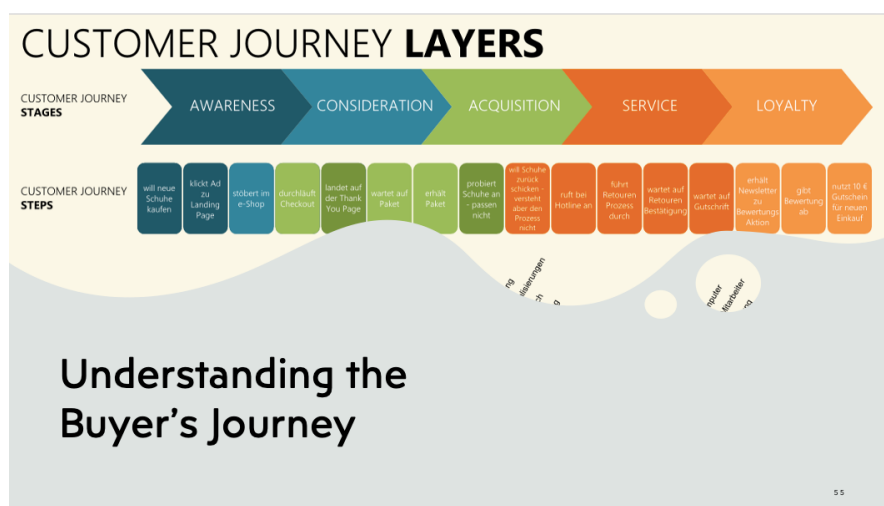 CUSTOMER JOURNEY LAYERS
CUSTOMER JOURNEY
STAGES
AWARENESS
CONSIDERATION
ACQUISITION
SERVICE
LOYALTY
CUSTOMER JOURNEY
STEPS
will neue
Schuhe
kaufen
klickt Ad
zu
Landing
Page
stöbert im
e-Shop
durchläuft
Checkout
landet auf
der Thank
You Page
wartet auf
Paket
erhält
Paket
probiert
Schuhe an
- passen
nicht
will Schuhe
zurück
schicken -
versteht
aber den
Prozess
nicht
ruft bei
Hotline an
führt
Retouren
Prozess
durch
wartet auf
Retouren
Bestätigung
wartet auf
Gutschrift
erhält
Newsletter
zu
Bewertungs
Aktion
gibt
Bewertung
ab
nutzt 10 €
Gutschein
für neuen
Einkauf
Understanding the
Buyer's Journey
55